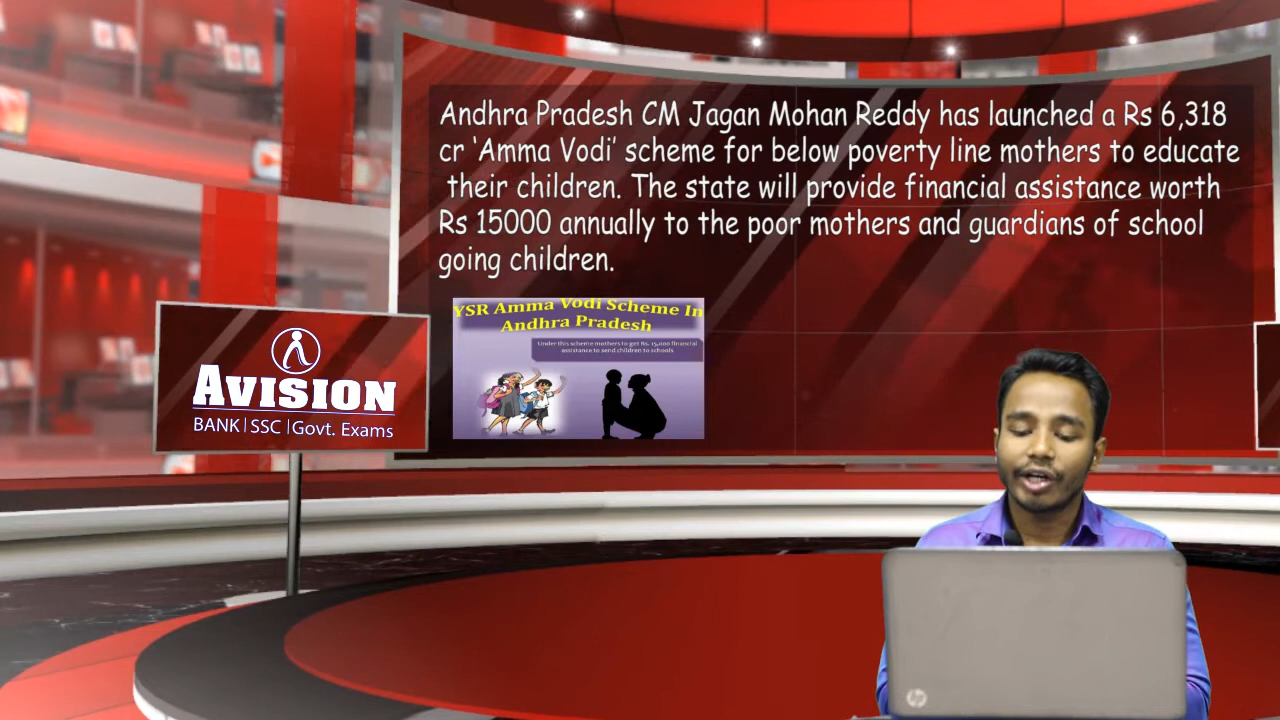 Andhra Pradesh CM Jagan Mohan Reddy has launched a Rs 6,318
cr ‘Amma Vodi’ scheme for below poverty line mothers to educate
their children. The state will provide financial assistance worth
Rs 15000 annually to the poor mothers and guardians of school
going children.
YSR Amma Vodi Scheme In
Andhra Pradesh
Under this scheme mothers to get Rs. 15,000 financial
assistance to send children to schools
AVISION
BANK | SSC | Govt. Exams
hp